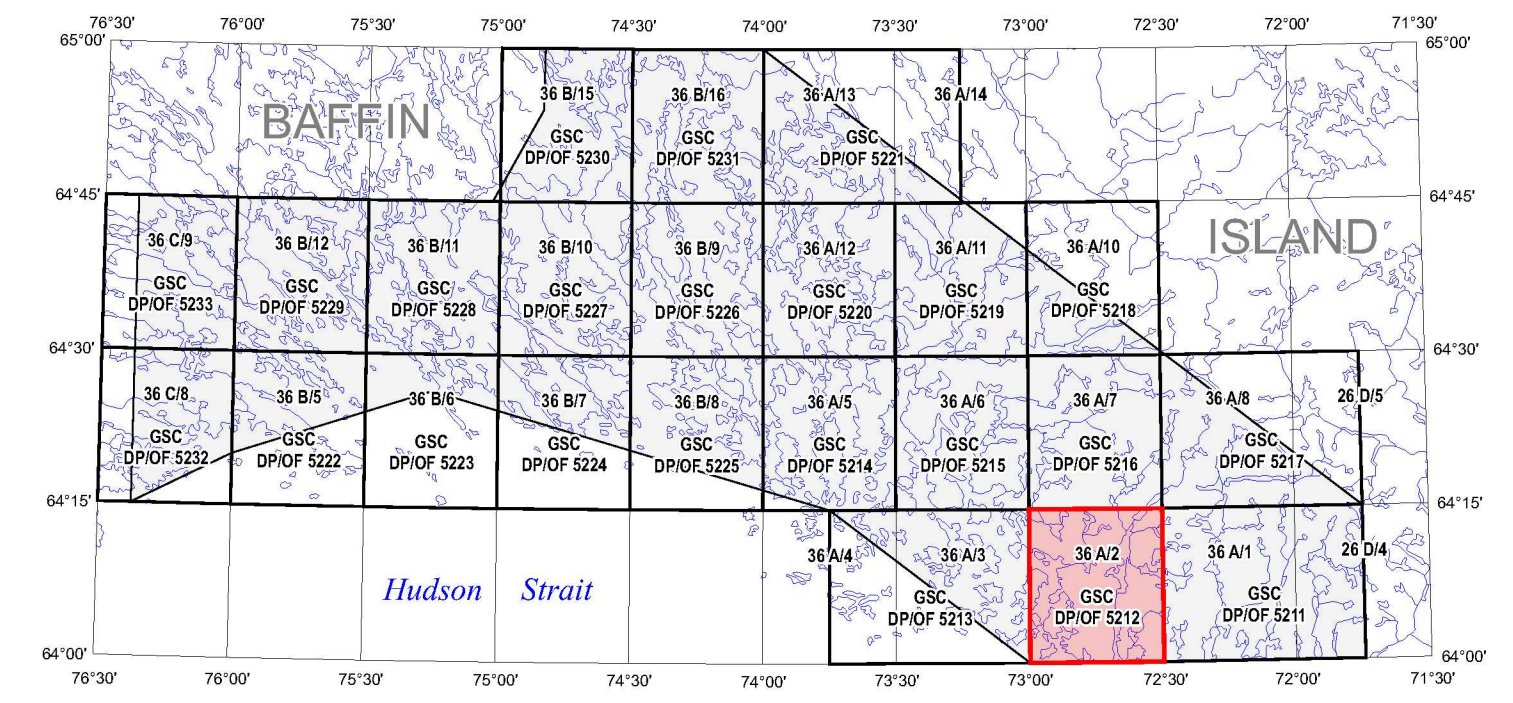 76°30' 76°00' 75°30' 75°00' 74°30' 74°00' 73°30' 73°00' 72°30' 72°00' 71°30'
65°00' 65°00'
36 B/15 36 B/16 36 A/13 36 A/14
BAFFIN
GSC GSC GSC
DP/OF 5230 DP/OF 5231 DP/OF 5221
64°45' 64°45'
ISLAND
36 C/9 36 B/12 36 B/11 36 B/10 36 B/9 36 A/12 36 A/11 36 A/10
GSC GSC GSC GSC GSC GSC GSC GSC
DP/OF 5233 DP/OF 5229 DP/OF 5228 DP/OF 5227 DP/OF 5226 DP/OF 5220 DP/OF 5219 DP/OF 5218
64°30' 64°30'
36 C/8 36 B/5 36 B/6 36 B/7 36 B/8 36 A/5 36 A/6 36 A/7 36 A/8 26 D/5
GSC GSC GSC GSC GSC GSC GSC GSC GSC
DP/OF 5232 DP/OF 5222 DP/OF 5223 DP/OF 5224 DP/OF 5225 DP/OF 5214 DP/OF 5215 DP/OF 5216 DP/OF 5217
64°15' 64°15'
36 A/4 36 A/3 36 A/2 36 A/1 26 D/4
Hudson Strait
GSC GSC GSC
DP/OF 5213 DP/OF 5212 DP/OF 5211
64°00' 64°00'
76°30' 76°00' 75°30' 75°00' 74°30' 74°00' 73°30' 73°00' 72°30' 72°00' 71°30'